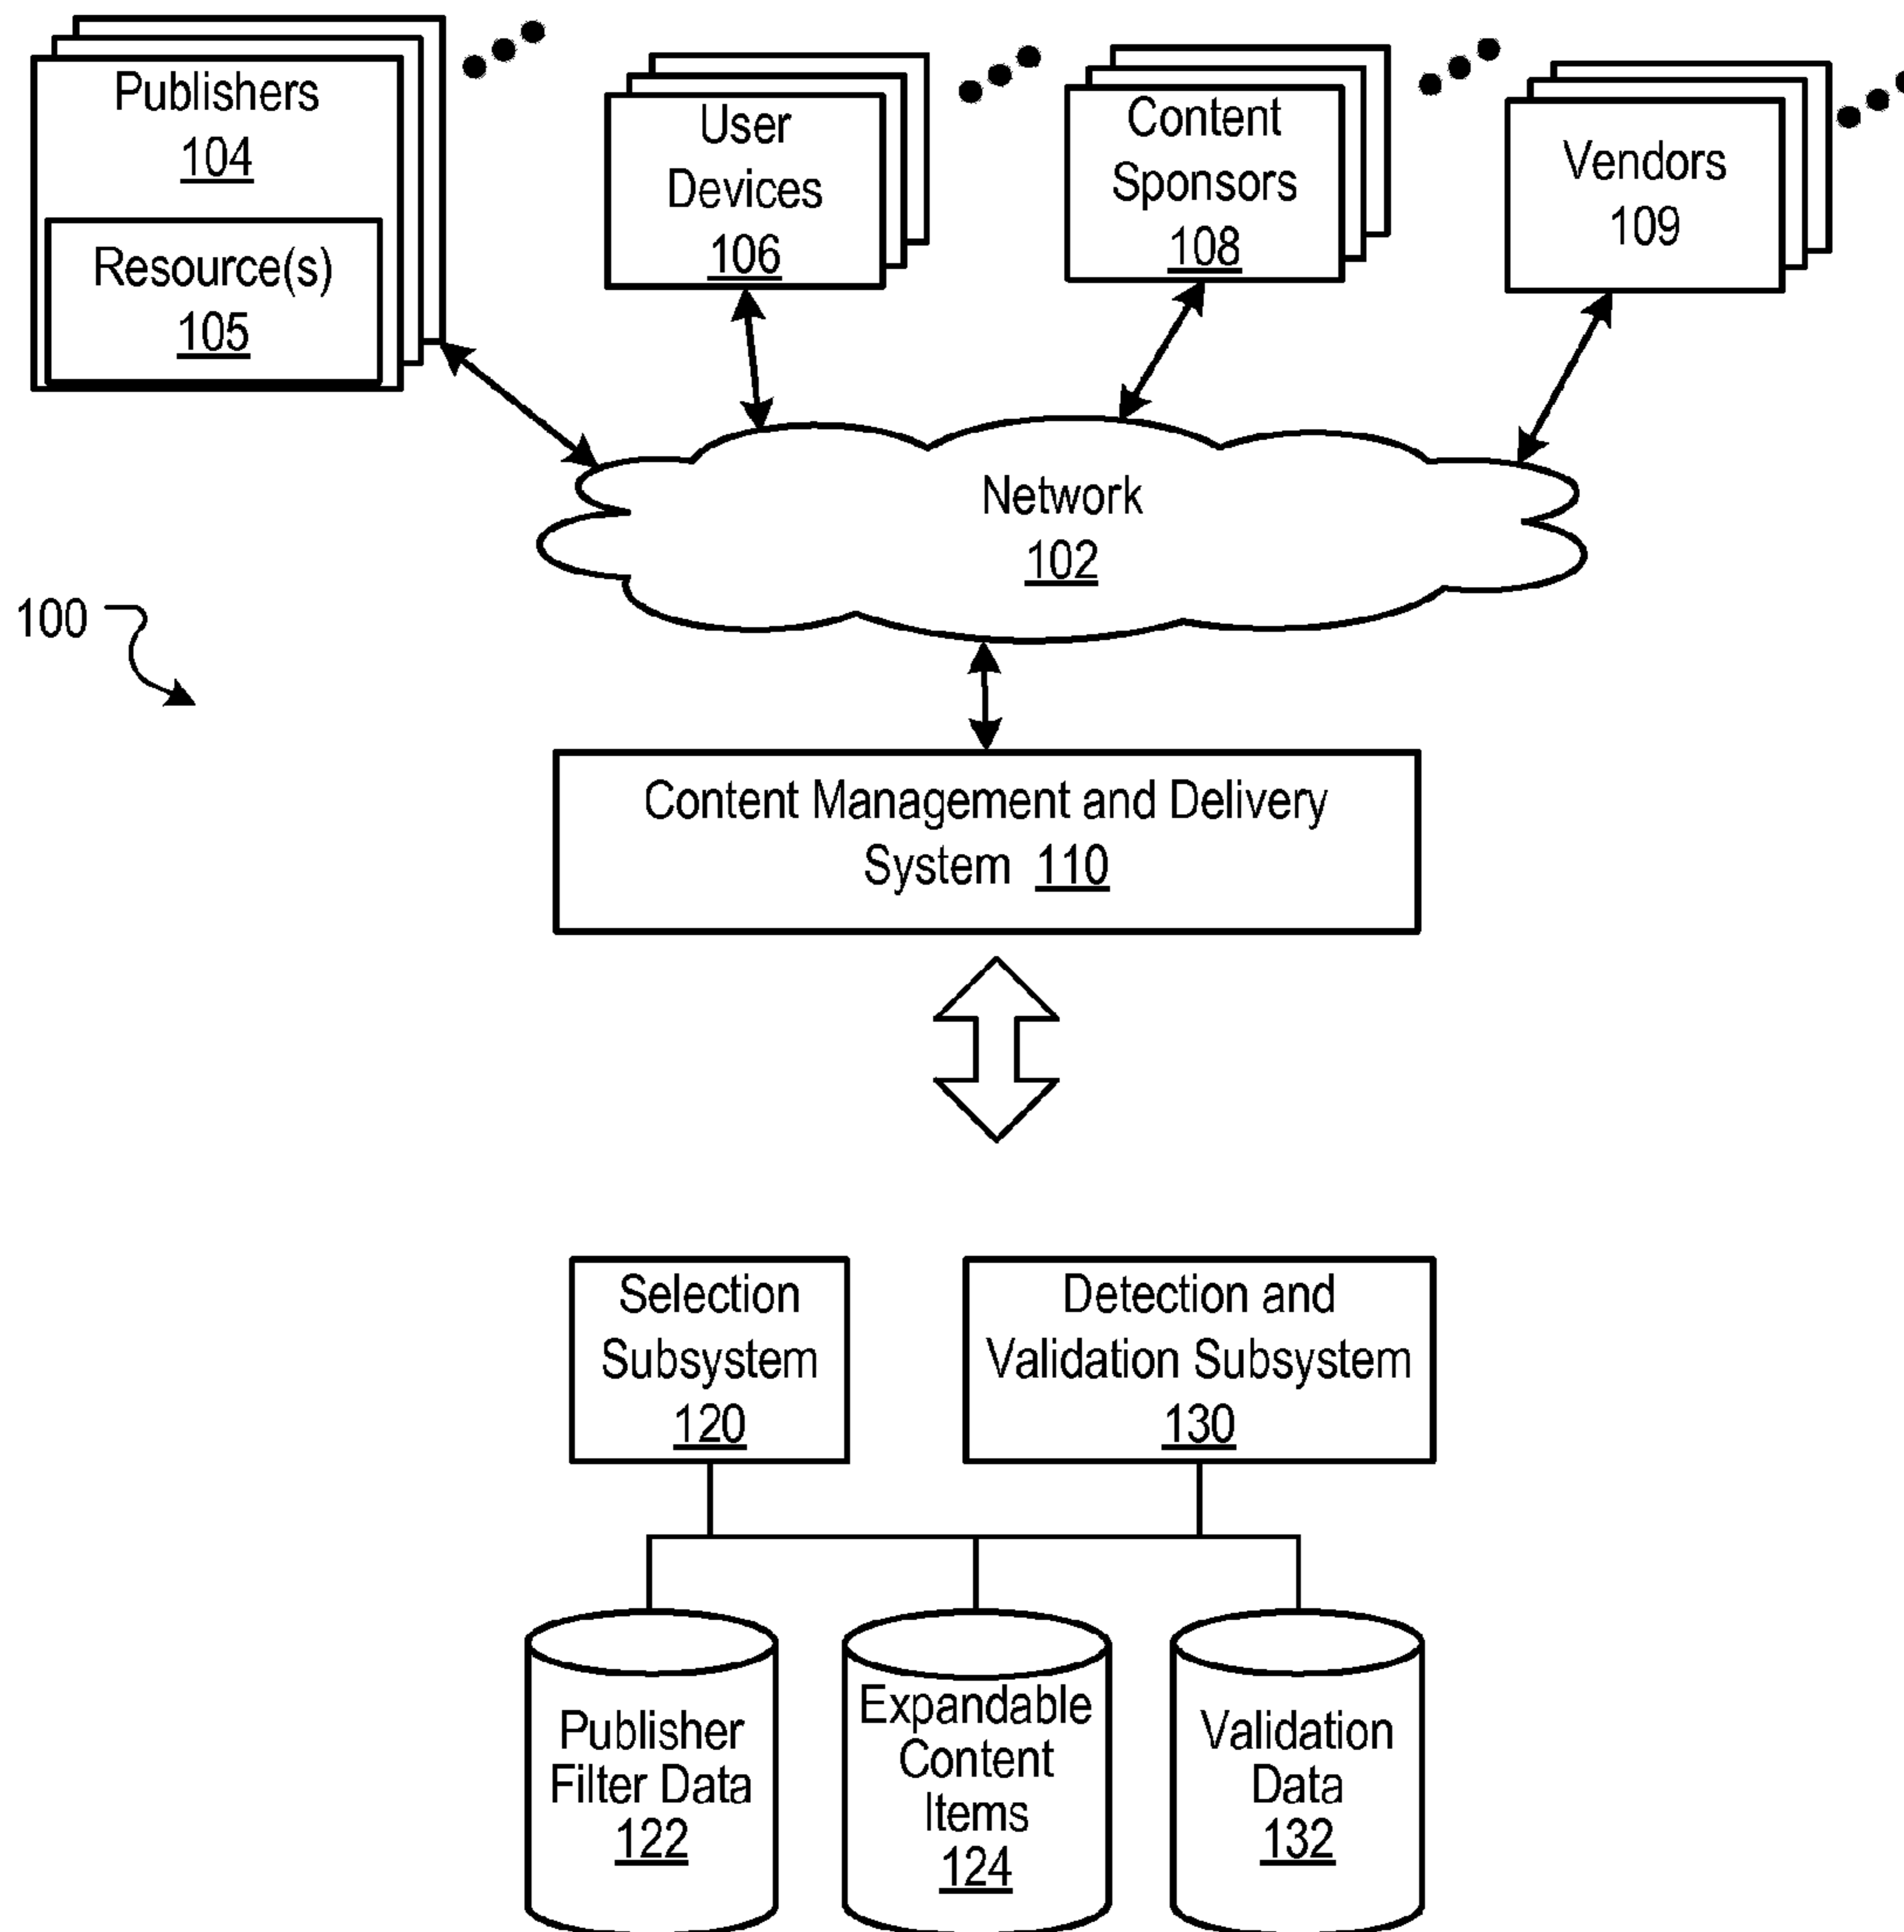 Publishers
104
Resource(s)
105
User
Devices
106
Content
Sponsors
108
Vendors
109
Network
102
100
Content Management and Delivery
System 110
Selection
Subsystem
120
Detection and
Validation Subsystem
130
Publisher
Filter Data
122
Expandable
Content
Items
124
Validation
Data
132